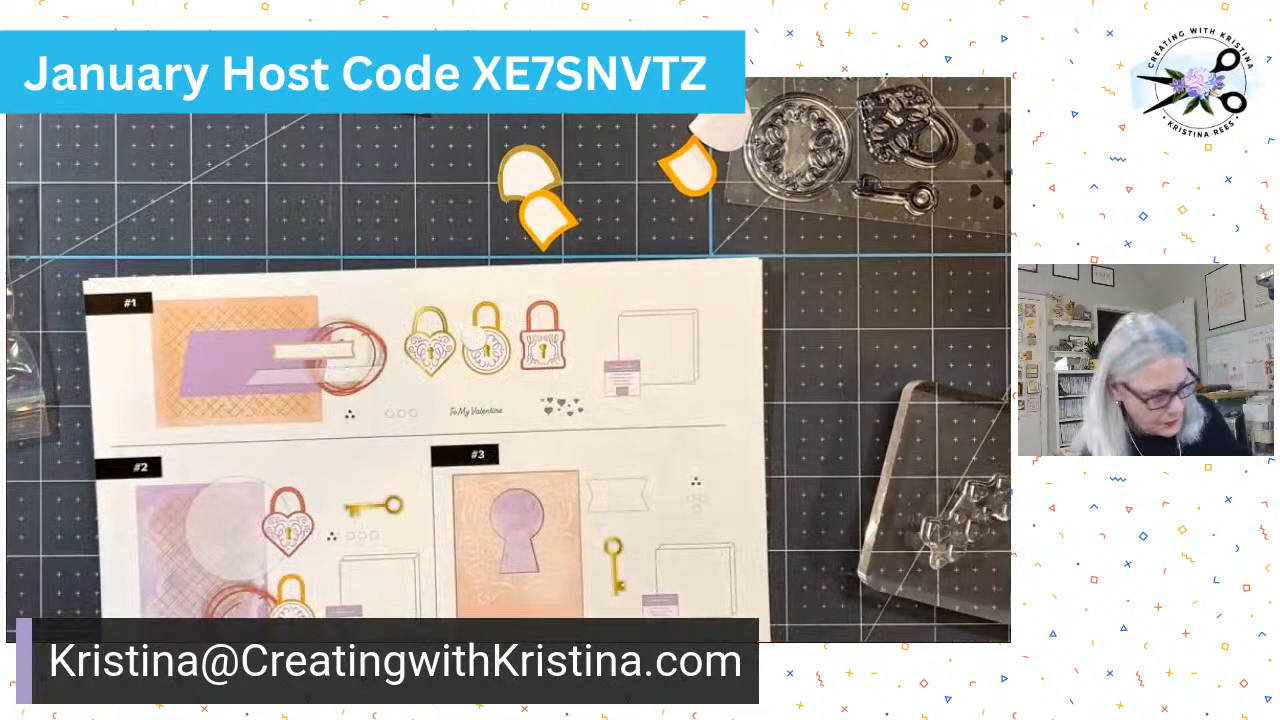 January Host Code XE7SNVTZ
CREATING WITH KRISTINA
• KRISTINA REES •
#1
To My Valentine
#2
#3
Kristina@CreatingwithKristina.com